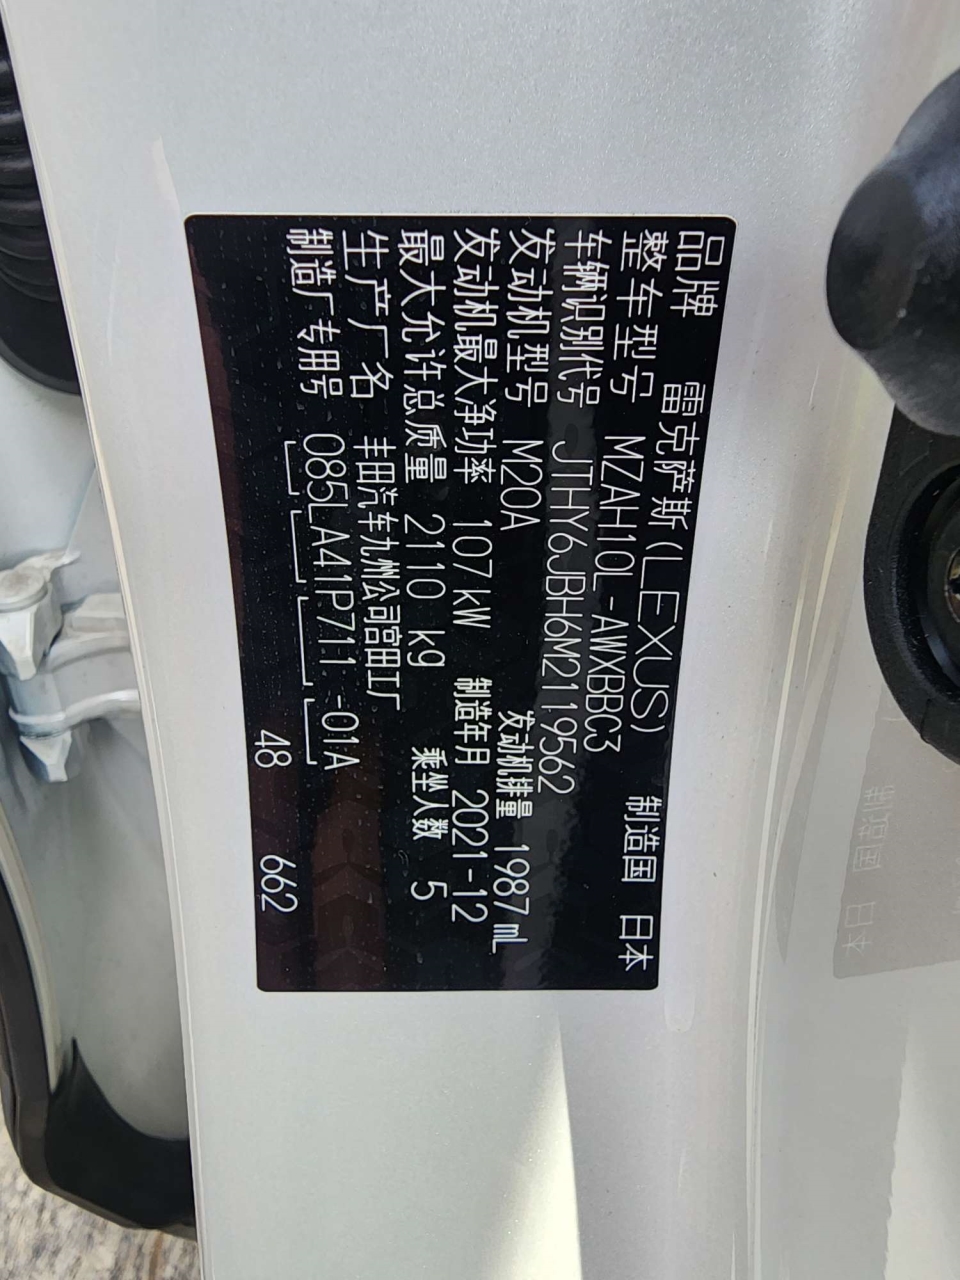 品牌 雷克萨斯(LEXUS) 制造国 日本
整车型号 MZAH10L-AWXBBC3
车辆识别代号 JTHY6JBH6M2119562
发动机型号 M20A 发动机排量 1987 mL
发动机最大净功率 107 kW 制造年月 2021-12
最大允许总质量 2110 kg 乘坐人数 5
生产厂名 丰田汽车九州公司宫田工厂
制造厂专用号 085LA41P711-01A
48 662